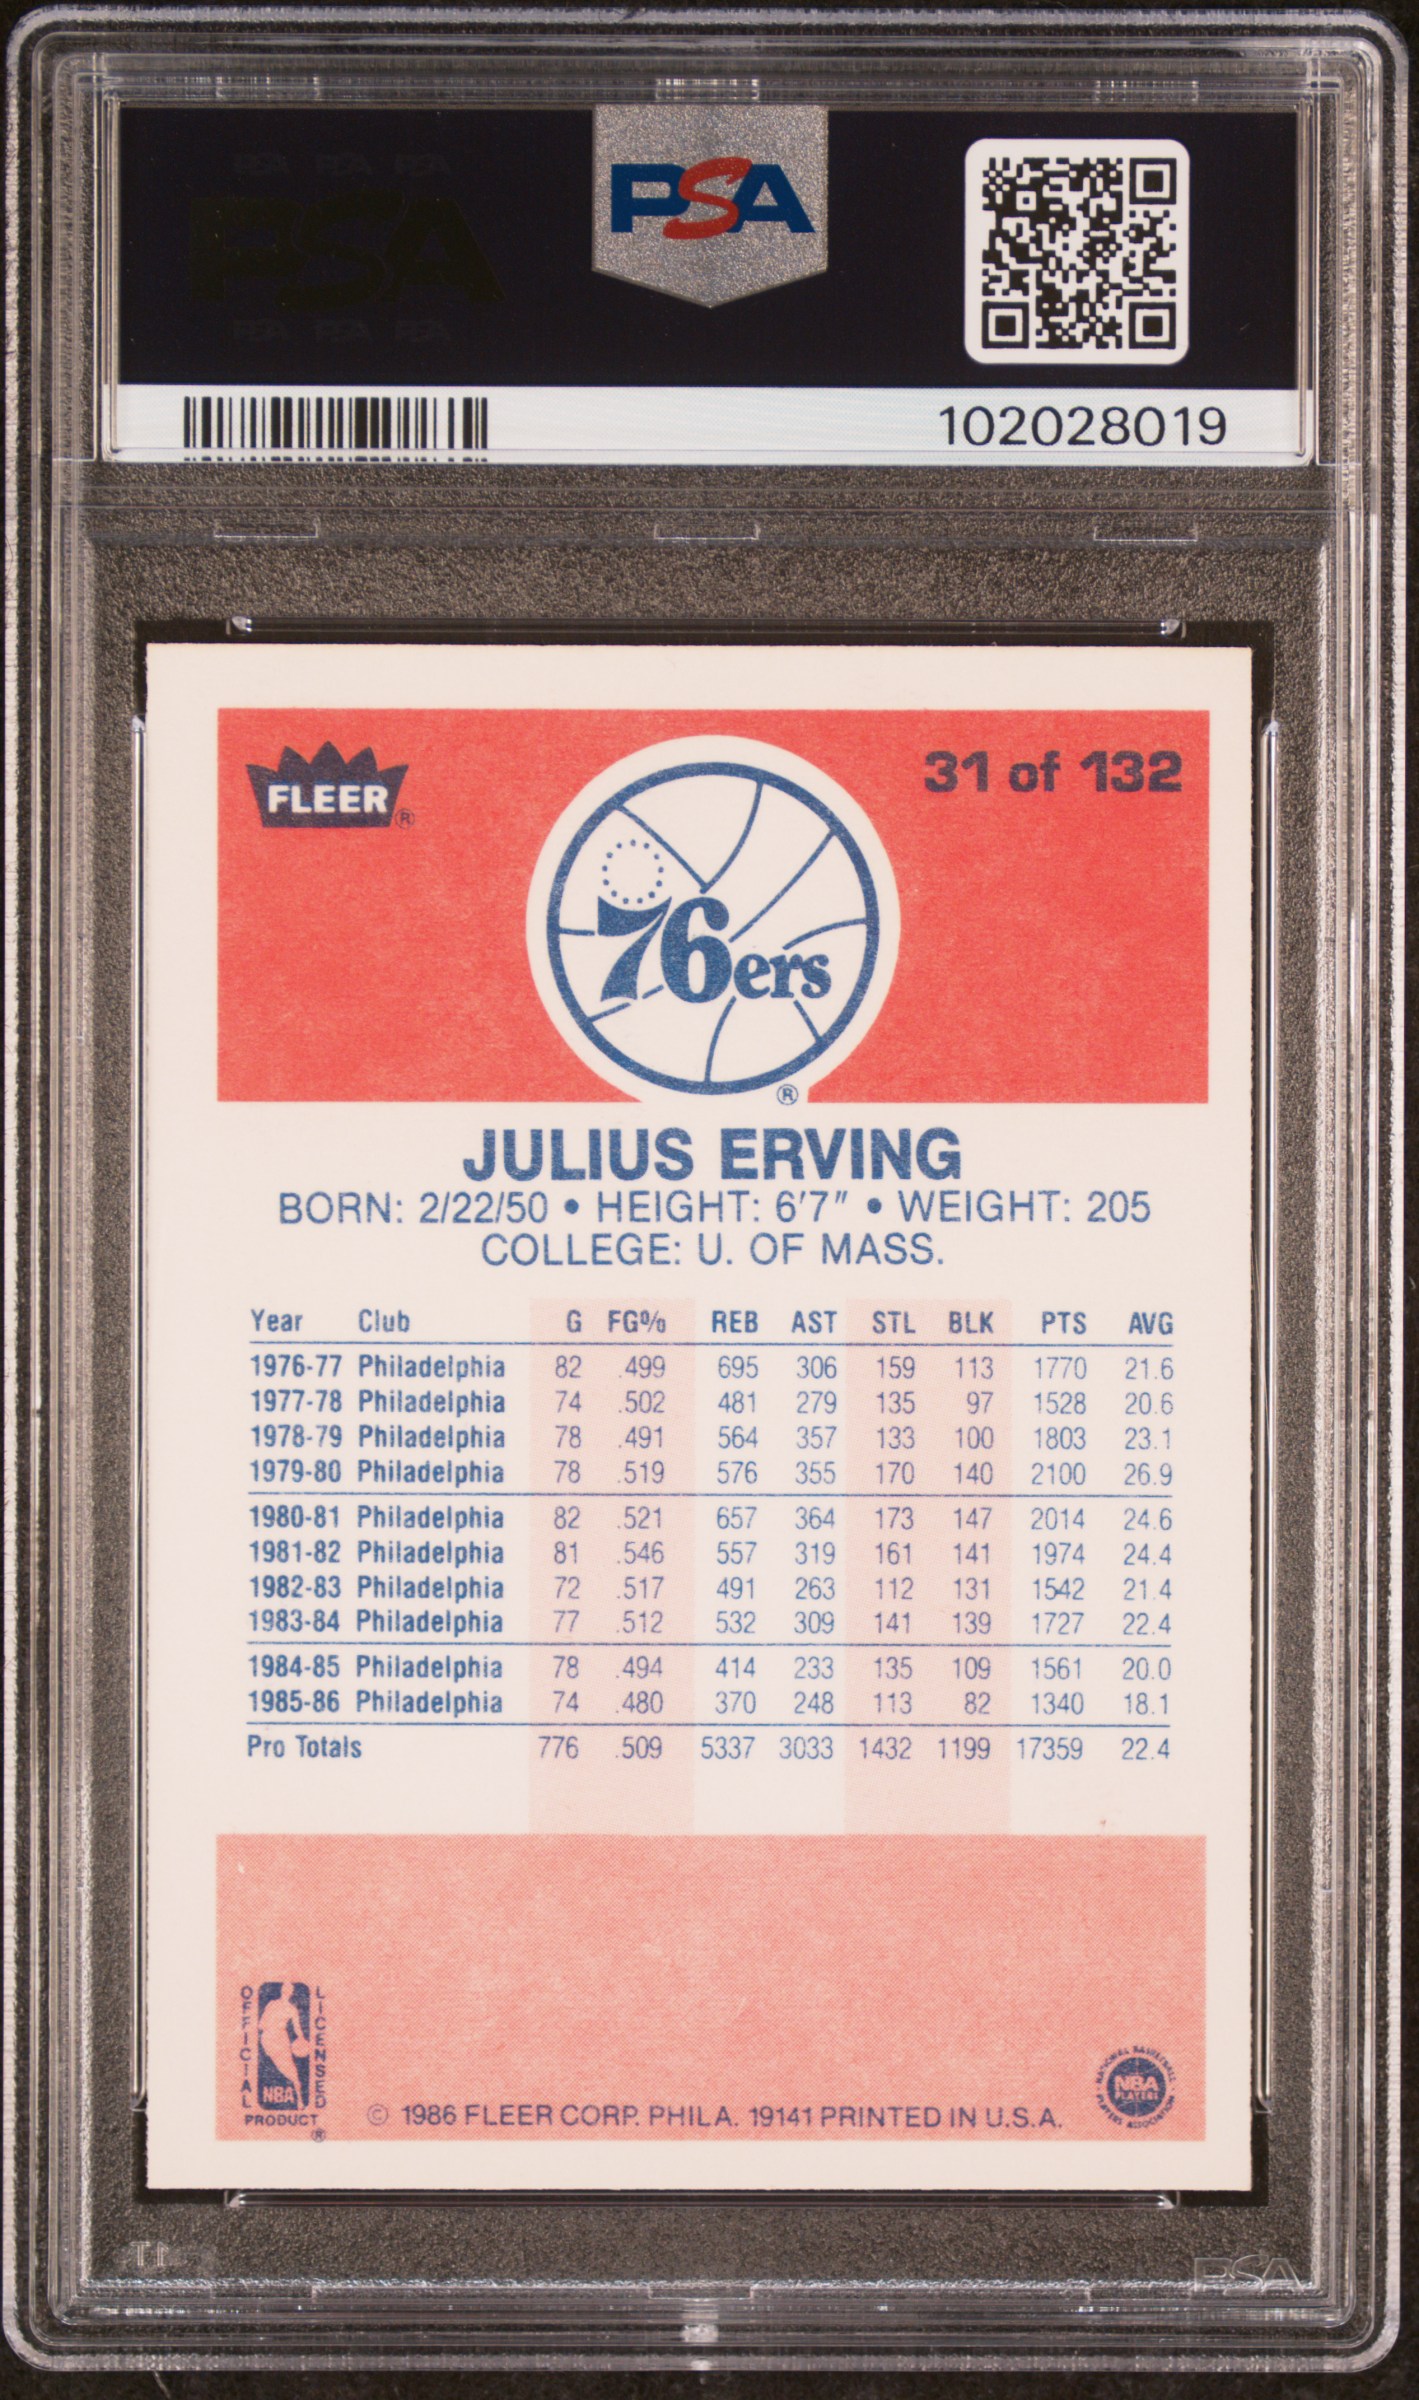 PSA
102028019
FLEER®
31 of 132
76ers®
JULIUS ERVING
BORN: 2/22/50 • HEIGHT: 6'7" • WEIGHT: 205
COLLEGE: U. OF MASS.
Year Club G FG% REB AST STL BLK PTS AVG
1976-77 Philadelphia 82 .499 695 306 159 113 1770 21.6
1977-78 Philadelphia 74 .502 481 279 135 97 1528 20.6
1978-79 Philadelphia 78 .491 564 357 133 100 1803 23.1
1979-80 Philadelphia 78 .519 576 355 170 140 2100 26.9
1980-81 Philadelphia 82 .521 657 364 173 147 2014 24.6
1981-82 Philadelphia 81 .546 557 319 161 141 1974 24.4
1982-83 Philadelphia 72 .517 491 263 112 131 1542 21.4
1983-84 Philadelphia 77 .512 532 309 141 139 1727 22.4
1984-85 Philadelphia 78 .494 414 233 135 109 1561 20.0
1985-86 Philadelphia 74 .480 370 248 113 82 1340 18.1
Pro Totals 776 .509 5337 3033 1432 1199 17359 22.4
OFFICIAL LICENSED
NBA
PRODUCT ®
© 1986 FLEER CORP. PHILA. 19141 PRINTED IN U.S.A.
NATIONAL BASKETBALL
NBA
PLAYERS
PLAYERS ASSOCIATION
PSA